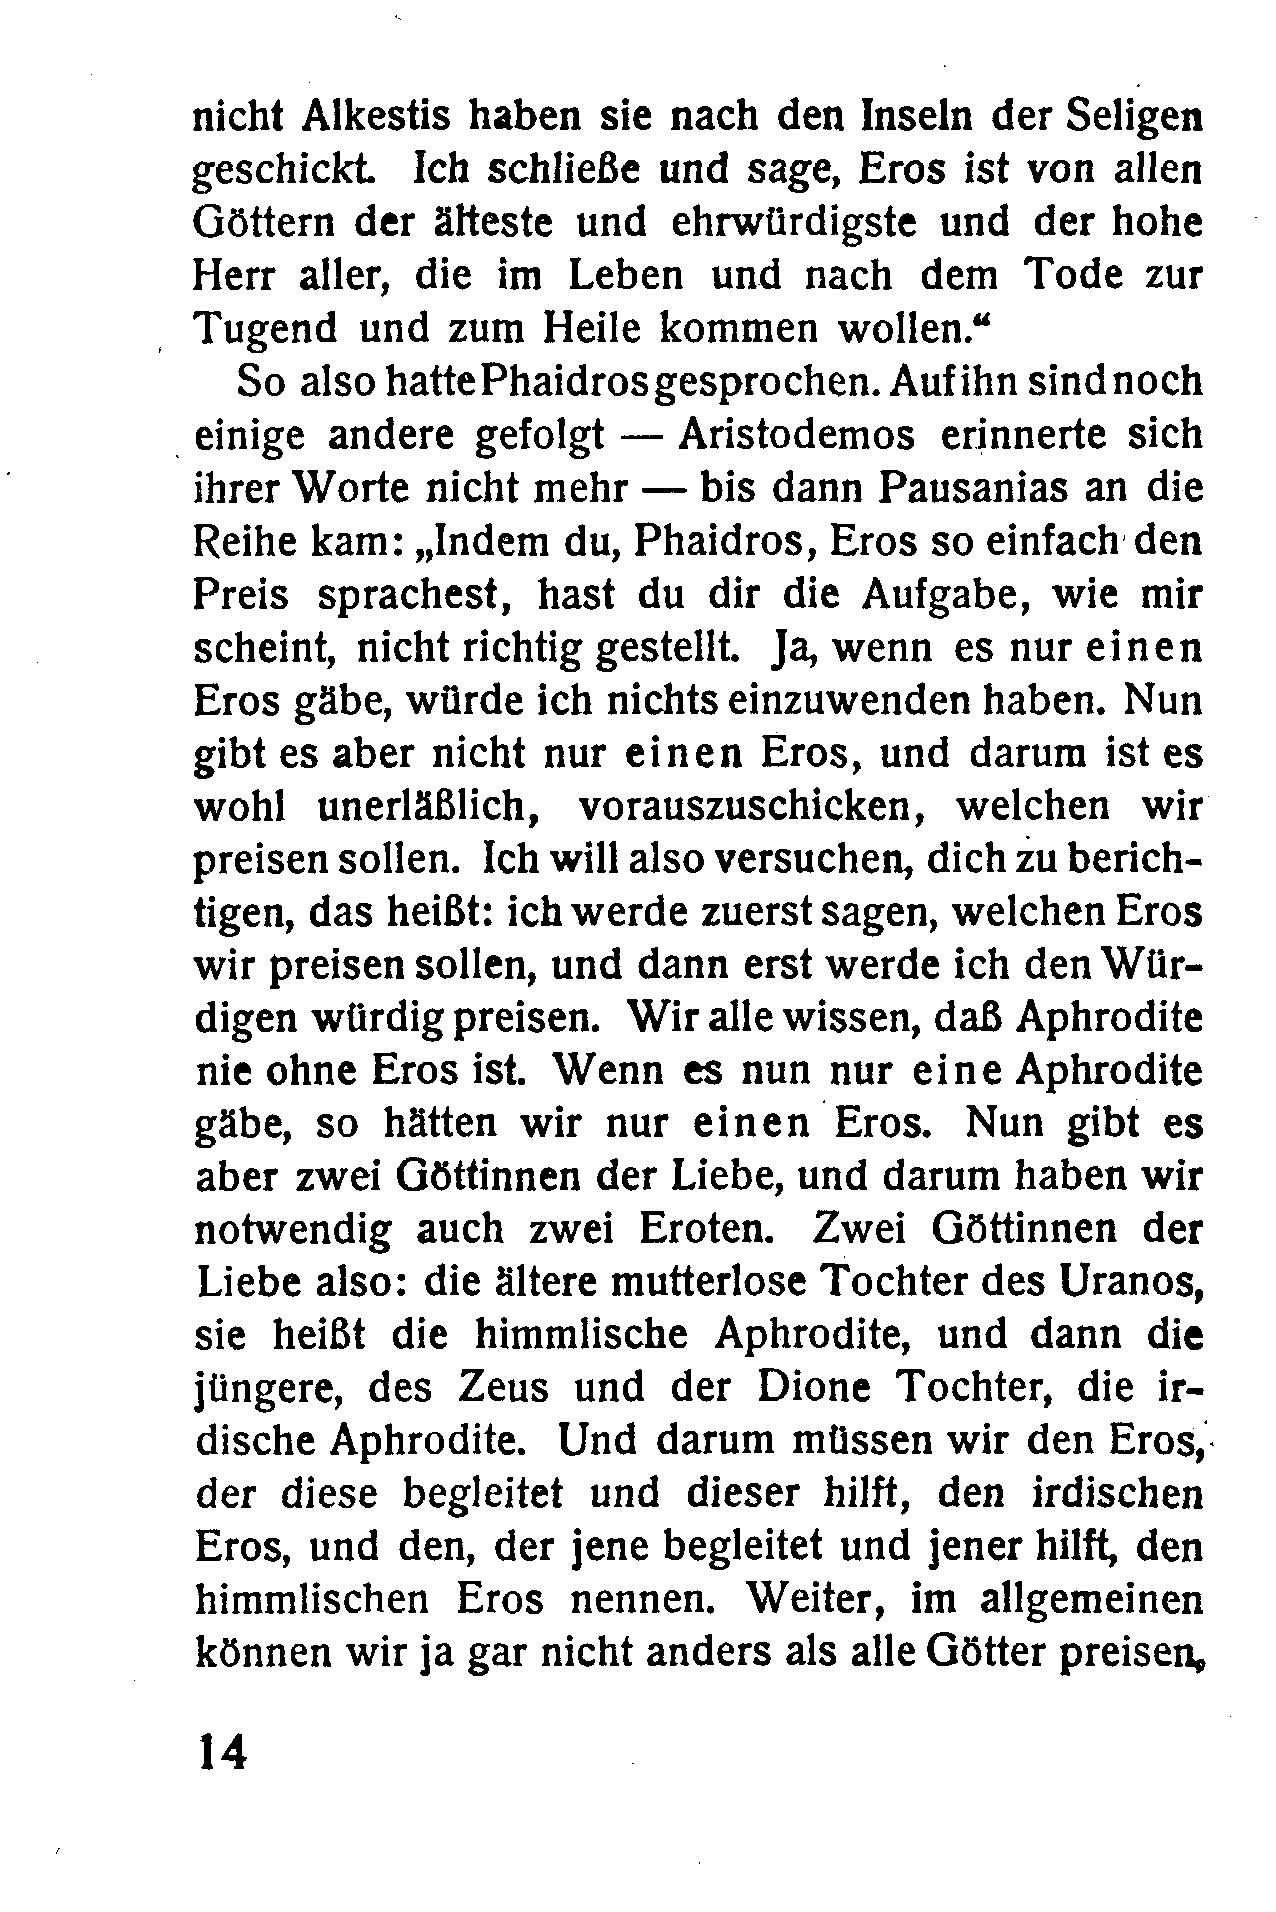 nicht Alkestis haben sie nach den Inseln der Seligen
geschickt. Ich schließe und sage, Eros ist von allen
Göttern der älteste und ehrwürdigste und der hohe
Herr aller, die im Leben und nach dem Tode zur
Tugend und zum Heile kommen wollen.“
So also hatte Phaidros gesprochen. Auf ihn sind noch
einige andere gefolgt — Aristodemos erinnerte sich
ihrer Worte nicht mehr — bis dann Pausanias an die
Reihe kam: „Indem du, Phaidros, Eros so einfach den
Preis sprachest, hast du dir die Aufgabe, wie mir
scheint, nicht richtig gestellt. Ja, wenn es nur einen
Eros gäbe, würde ich nichts einzuwenden haben. Nun
gibt es aber nicht nur einen Eros, und darum ist es
wohl unerläßlich, vorauszuschicken, welchen wir
preisen sollen. Ich will also versuchen, dich zu berich-
tigen, das heißt: ich werde zuerst sagen, welchen Eros
wir preisen sollen, und dann erst werde ich den Wür-
digen würdig preisen. Wir alle wissen, daß Aphrodite
nie ohne Eros ist. Wenn es nun nur eine Aphrodite
gäbe, so hätten wir nur einen Eros. Nun gibt es
aber zwei Göttinnen der Liebe, und darum haben wir
notwendig auch zwei Eroten. Zwei Göttinnen der
Liebe also: die ältere mutterlose Tochter des Uranos,
sie heißt die himmlische Aphrodite, und dann die
jüngere, des Zeus und der Dione Tochter, die ir-
dische Aphrodite. Und darum müssen wir den Eros,
der diese begleitet und dieser hilft, den irdischen
Eros, und den, der jene begleitet und jener hilft, den
himmlischen Eros nennen. Weiter, im allgemeinen
können wir ja gar nicht anders als alle Götter preisen,
14